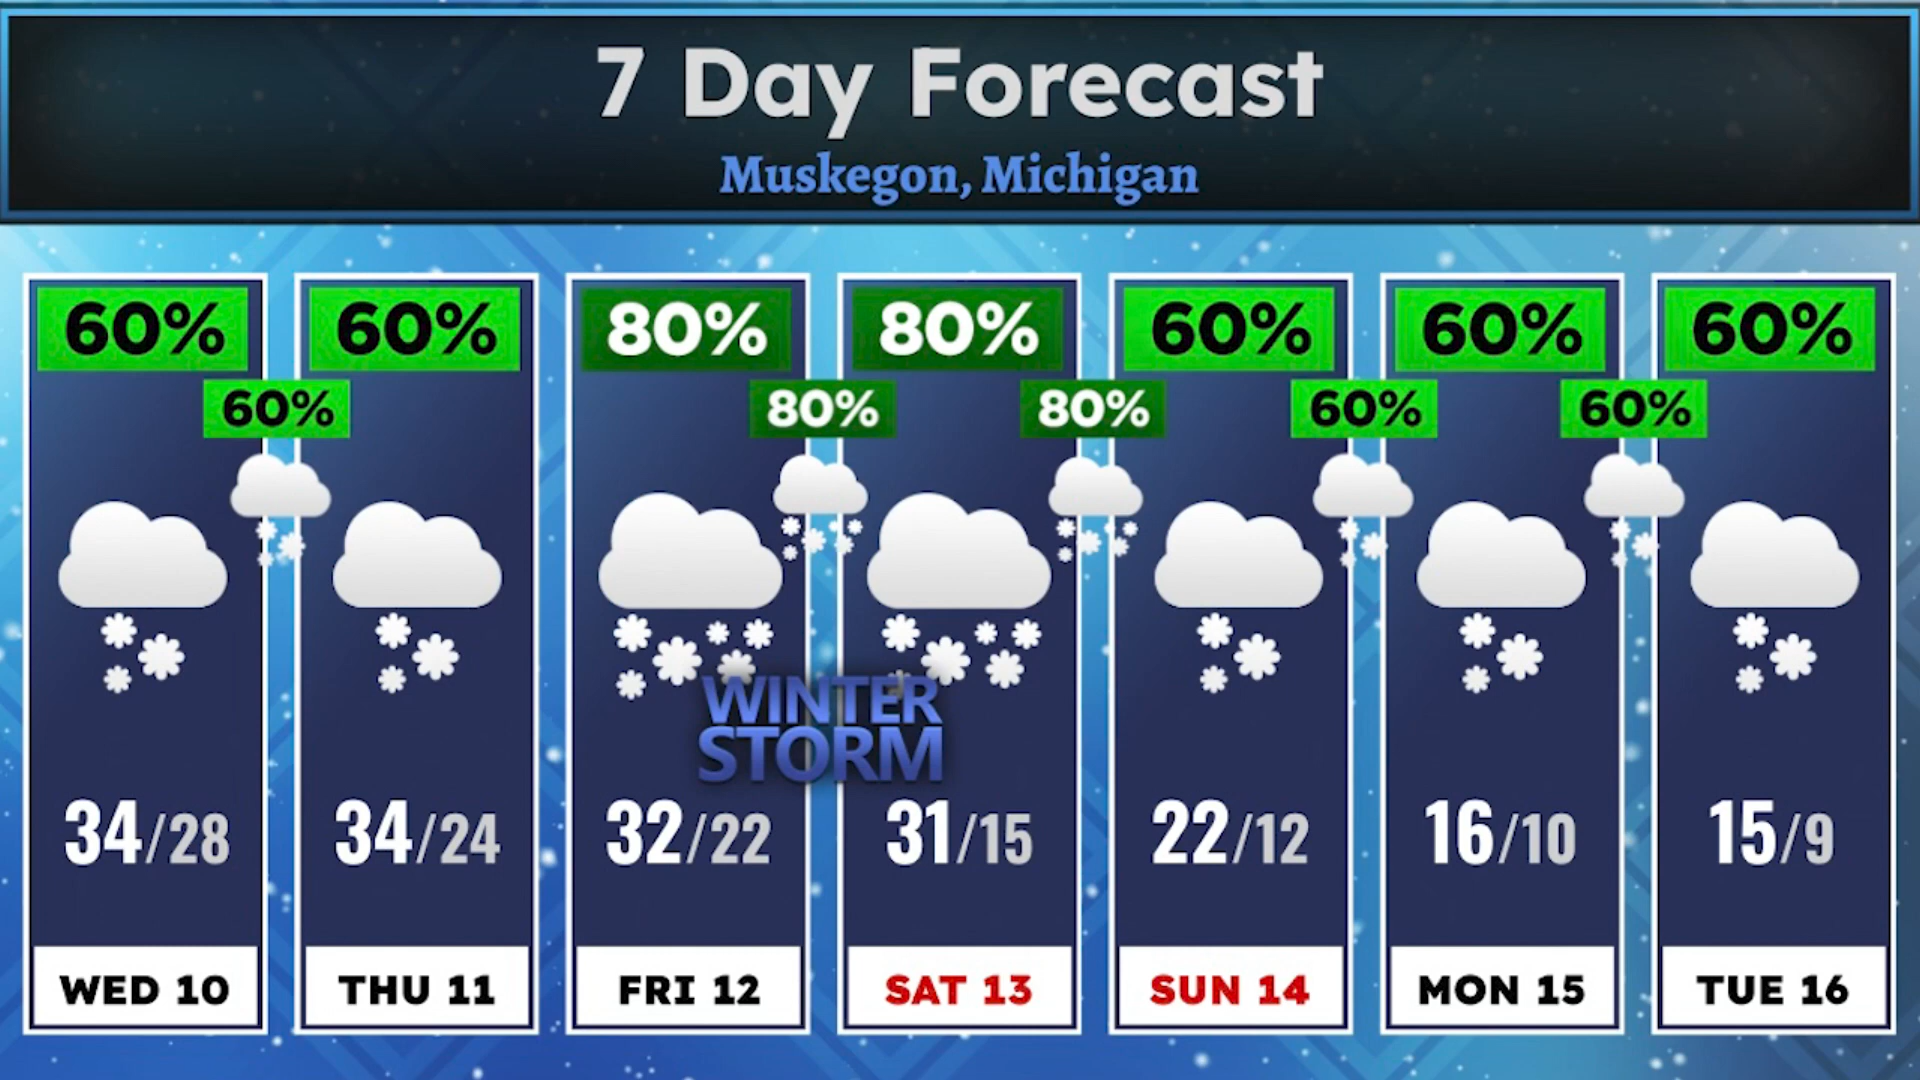 7 Day Forecast
Muskegon, Michigan
60% 60% 80% 80% 60% 60% 60%
60% 80% 80% 60% 60%
WINTER
STORM
34/28 34/24 32/22 31/15 22/12 16/10 15/9
WED 10 THU 11 FRI 12 SAT 13 SUN 14 MON 15 TUE 16